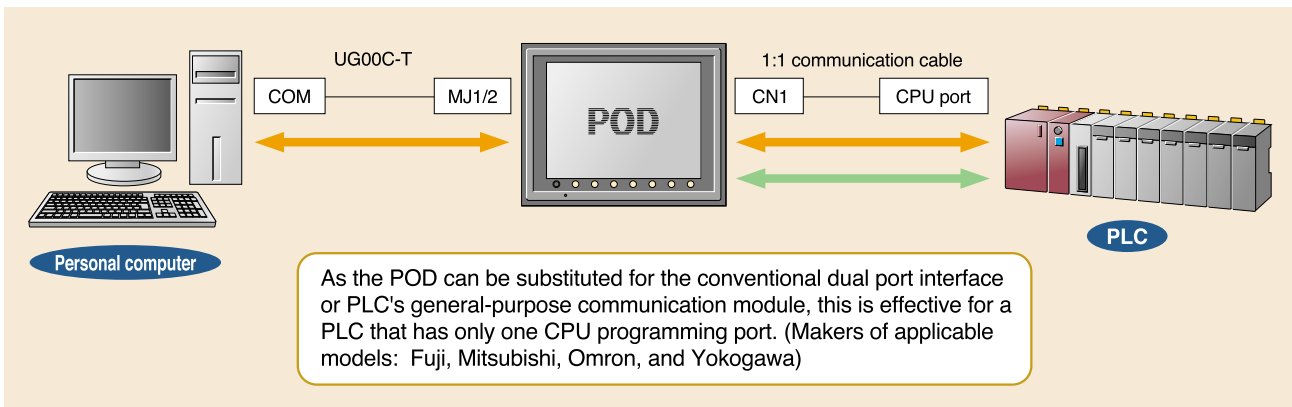 UG00C-T
1:1 communication cable
COM
MJ1/2
CN1
CPU port
POD
PLC
Personal computer
As the POD can be substituted for the conventional dual port interface
or PLC's general-purpose communication module, this is effective for a
PLC that has only one CPU programming port. (Makers of applicable
models: Fuji, Mitsubishi, Omron, and Yokogawa)